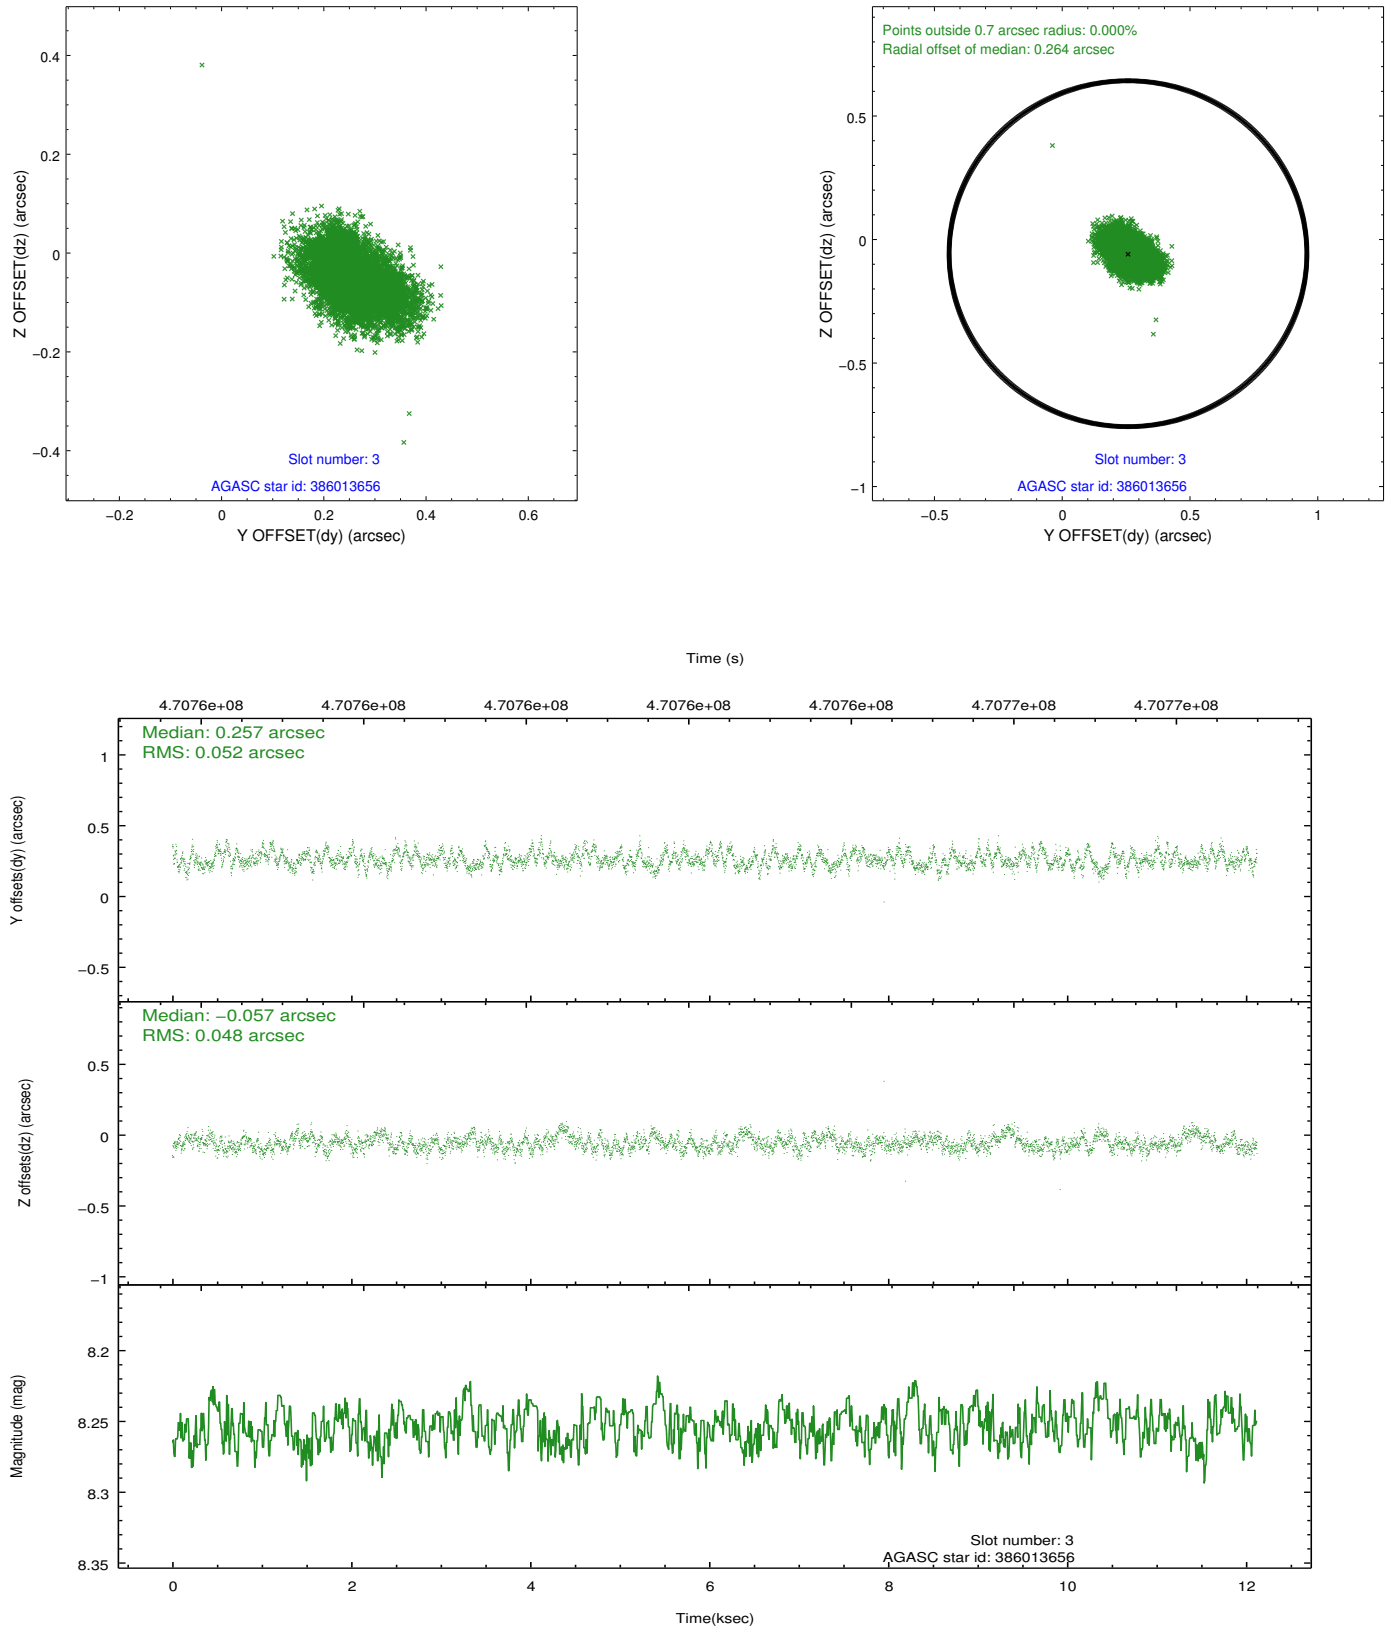 0.4
0.2
0
−0.2
−0.4
Z OFFSET(dz) (arcsec)
Slot number: 3
AGASC star id: 386013656
−0.2 0 0.2 0.4 0.6
Y OFFSET(dy) (arcsec)
Points outside 0.7 arcsec radius: 0.000%
Radial offset of median: 0.264 arcsec
0.5
0
−0.5
−1
Z OFFSET(dz) (arcsec)
Slot number: 3
AGASC star id: 386013656
−0.5 0 0.5 1
Y OFFSET(dy) (arcsec)
Time (s)
4.7076e+08 4.7076e+08 4.7076e+08 4.7076e+08 4.7076e+08 4.7077e+08 4.7077e+08
Median: 0.257 arcsec
RMS: 0.052 arcsec
1
0.5
0
−0.5
Y offsets(dy) (arcsec)
Median: −0.057 arcsec
RMS: 0.048 arcsec
0.5
0
−0.5
−1
Z offsets(dz) (arcsec)
8.2
8.25
8.3
8.35
Magnitude (mag)
Slot number: 3
AGASC star id: 386013656
0 2 4 6 8 10 12
Time(ksec)